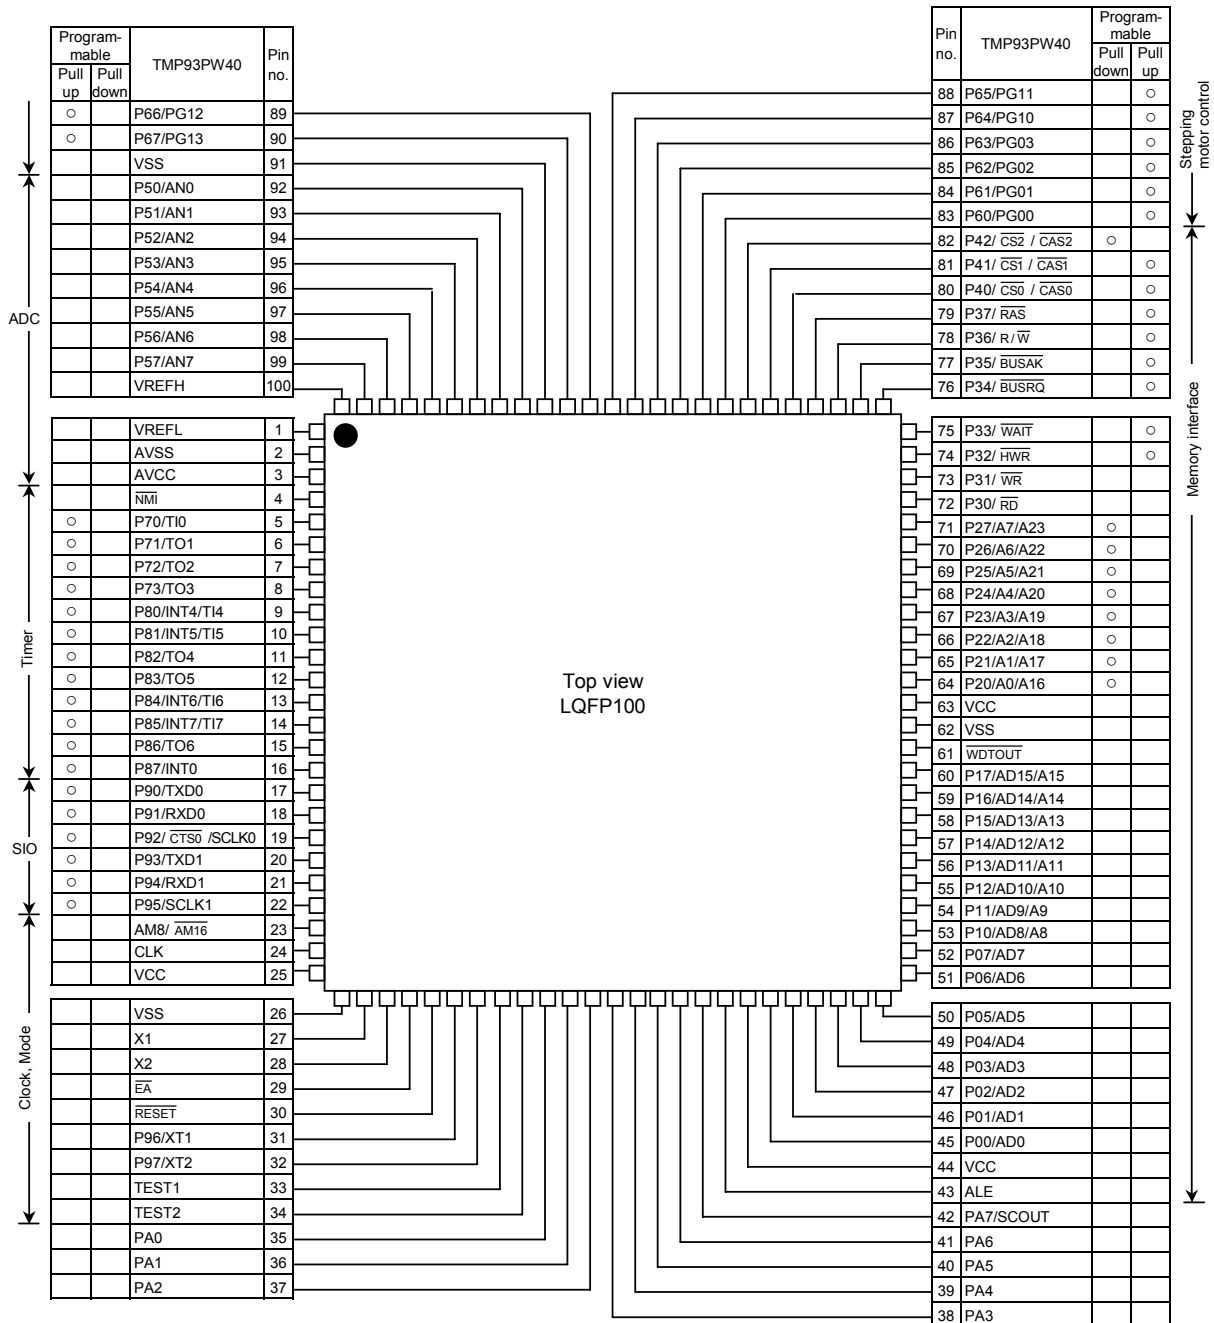 Program-
mable
Pull
up
Pull
down
TMP93PW40
Pin
no.
○ P66/PG12 89
○ P67/PG13 90
VSS 91
P50/AN0 92
P51/AN1 93
P52/AN2 94
P53/AN3 95
P54/AN4 96
P55/AN5 97
P56/AN6 98
P57/AN7 99
VREFH 100
VREFL 1
AVSS 2
AVCC 3
NMI 4
○ P70/TI0 5
○ P71/TO1 6
○ P72/TO2 7
○ P73/TO3 8
○ P80/INT4/TI4 9
○ P81/INT5/TI5 10
○ P82/TO4 11
○ P83/TO5 12
○ P84/INT6/TI6 13
○ P85/INT7/TI7 14
○ P86/TO6 15
○ P87/INT0 16
○ P90/TXD0 17
○ P91/RXD0 18
○ P92/ CTS0 /SCLK0 19
○ P93/TXD1 20
○ P94/RXD1 21
○ P95/SCLK1 22
AM8/ AM16 23
CLK 24
VCC 25
VSS 26
X1 27
X2 28
EA 29
RESET 30
P96/XT1 31
P97/XT2 32
TEST1 33
TEST2 34
PA0 35
PA1 36
PA2 37
ADC
Timer
SIO
Clock, Mode
Top view
LQFP100
Pin
no.
TMP93PW40
Program-
mable
Pull
down
Pull
up
88 P65/PG11 ○
87 P64/PG10 ○
86 P63/PG03 ○
85 P62/PG02 ○
84 P61/PG01 ○
83 P60/PG00 ○
82 P42/ CS2 / CAS2 ○
81 P41/ CS1 / CAS1 ○
80 P40/ CS0 / CAS0 ○
79 P37/ RAS ○
78 P36/ R/W ○
77 P35/ BUSAK ○
76 P34/ BUSRQ ○
75 P33/ WAIT ○
74 P32/ HWR ○
73 P31/ WR
72 P30/ RD
71 P27/A7/A23 ○
70 P26/A6/A22 ○
69 P25/A5/A21 ○
68 P24/A4/A20 ○
67 P23/A3/A19 ○
66 P22/A2/A18 ○
65 P21/A1/A17 ○
64 P20/A0/A16 ○
63 VCC
62 VSS
61 WDTOUT
60 P17/AD15/A15
59 P16/AD14/A14
58 P15/AD13/A13
57 P14/AD12/A12
56 P13/AD11/A11
55 P12/AD10/A10
54 P11/AD9/A9
53 P10/AD8/A8
52 P07/AD7
51 P06/AD6
50 P05/AD5
49 P04/AD4
48 P03/AD3
47 P02/AD2
46 P01/AD1
45 P00/AD0
44 VCC
43 ALE
42 PA7/SCOUT
41 PA6
40 PA5
39 PA4
38 PA3
Stepping
motor control
Memory interface